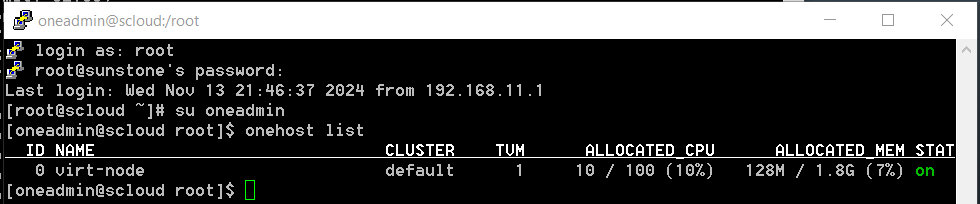 oneadmin@scloud:/root
login as: root
root@sunstone's password:
Last login: Wed Nov 13 21:46:37 2024 from 192.168.11.1
[root@scloud ~]# su oneadmin
[oneadmin@scloud root]$ onehost list
ID NAME CLUSTER TVM ALLOCATED_CPU ALLOCATED_MEM STAT
0 virt-node default 1 10 / 100 (10%) 128M / 1.8G (7%) on
[oneadmin@scloud root]$